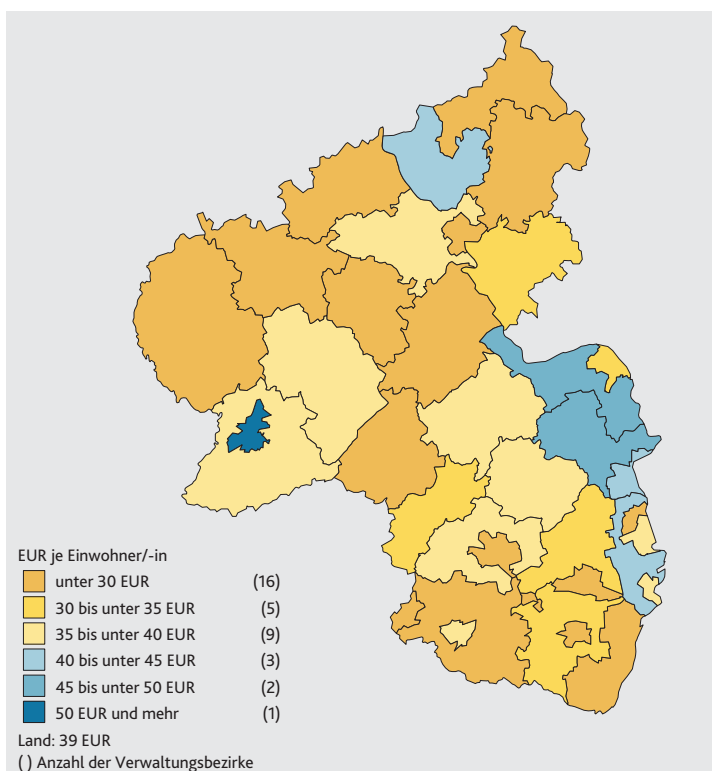 EUR je Einwohner/-in
unter 30 EUR (16)
30 bis unter 35 EUR (5)
35 bis unter 40 EUR (9)
40 bis unter 45 EUR (3)
45 bis unter 50 EUR (2)
50 EUR und mehr (1)
Land: 39 EUR
( ) Anzahl der Verwaltungsbezirke